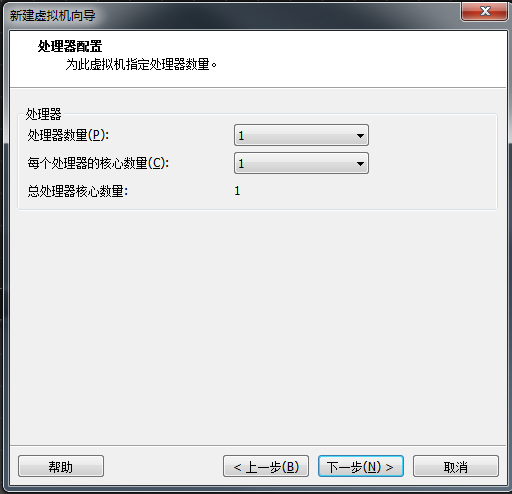 新建虚拟机向导
处理器配置
为此虚拟机指定处理器数量。
处理器
处理器数量(P):
1
每个处理器的核心数量(C):
1
总处理器核心数量:
1
帮助
< 上一步(B)
下一步(N) >
取消